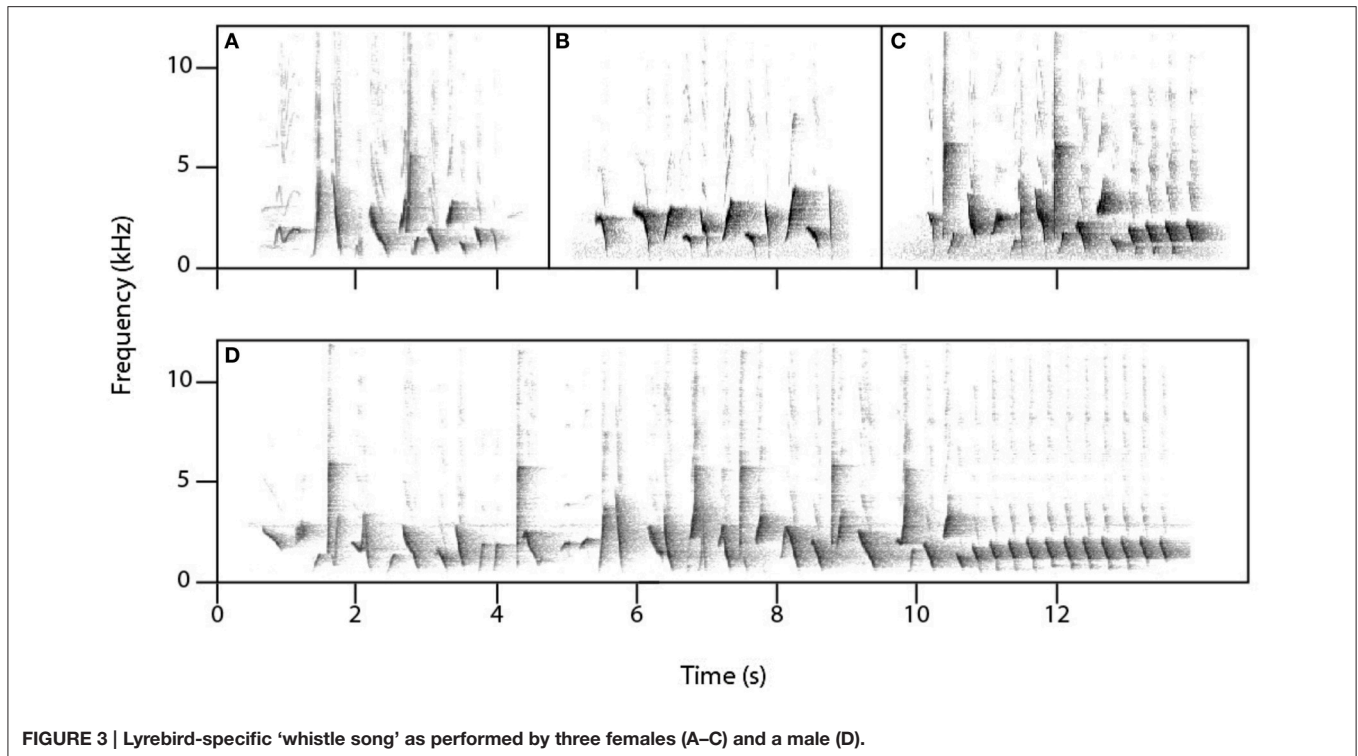 A B C
10
5
0
Frequency (kHz)
D
10
5
0
0 2 4 6 8 10 12
Time (s)
FIGURE 3 | Lyrebird-specific ‘whistle song’ as performed by three females (A–C) and a male (D).